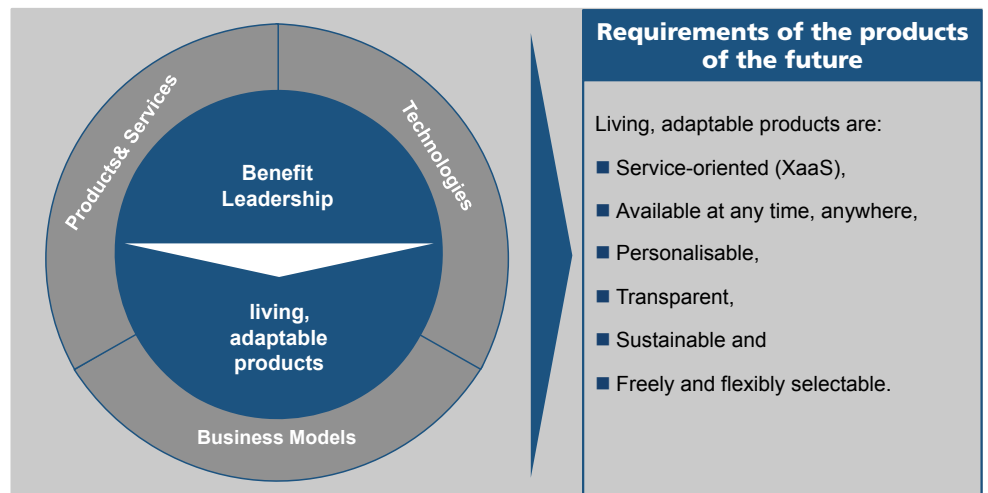 Products& Services
Technologies
Benefit
Leadership
living,
adaptable
products
Business Models
Requirements of the products
of the future
Living, adaptable products are:
Service-oriented (XaaS),
Available at any time, anywhere,
Personalisable,
Transparent,
Sustainable and
Freely and flexibly selectable.